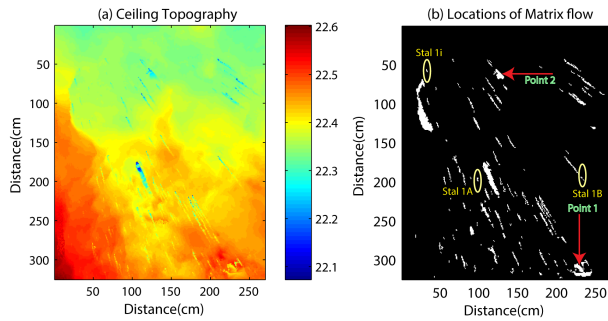 (a) Ceiling Topography
50
100
150
200
250
300
Distance(cm)
50 100 150 200 250
Distance(cm)
22.6
22.5
22.4
22.3
22.2
22.1
(b) Locations of Matrix flow
50
100
150
200
250
300
Distance(cm)
50 100 150 200 250
Distance(cm)
Stal 1i
Point 2
Stal 1A
Stal 1B
Point 1